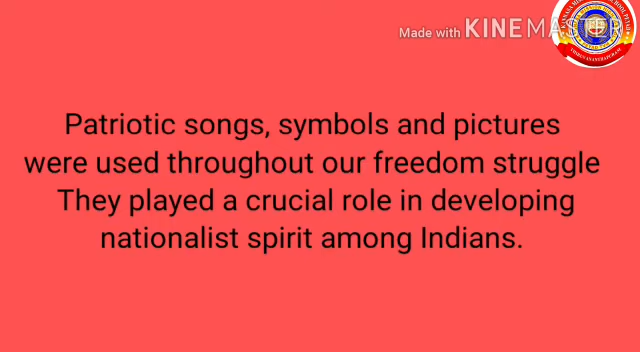 Made with KINEMASTER
Patriotic songs, symbols and pictures
were used throughout our freedom struggle
They played a crucial role in developing
nationalist spirit among Indians.